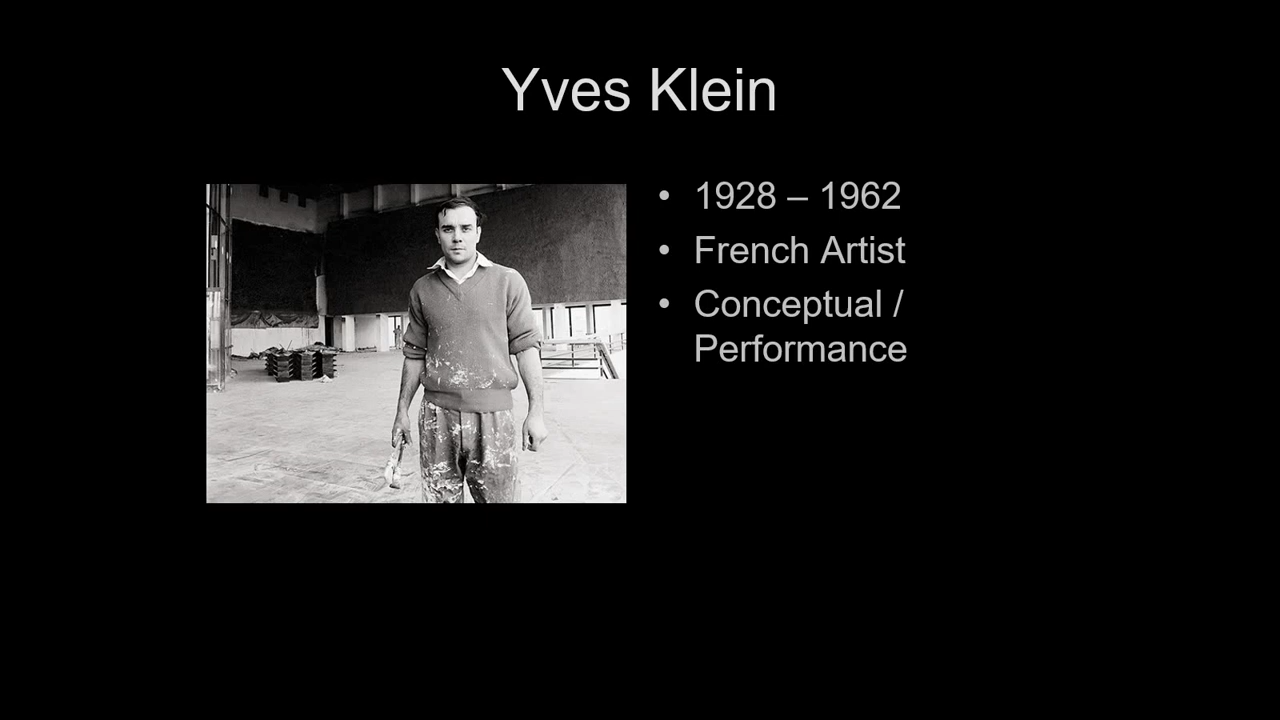 Yves Klein
• 1928 – 1962
• French Artist
• Conceptual /
Performance